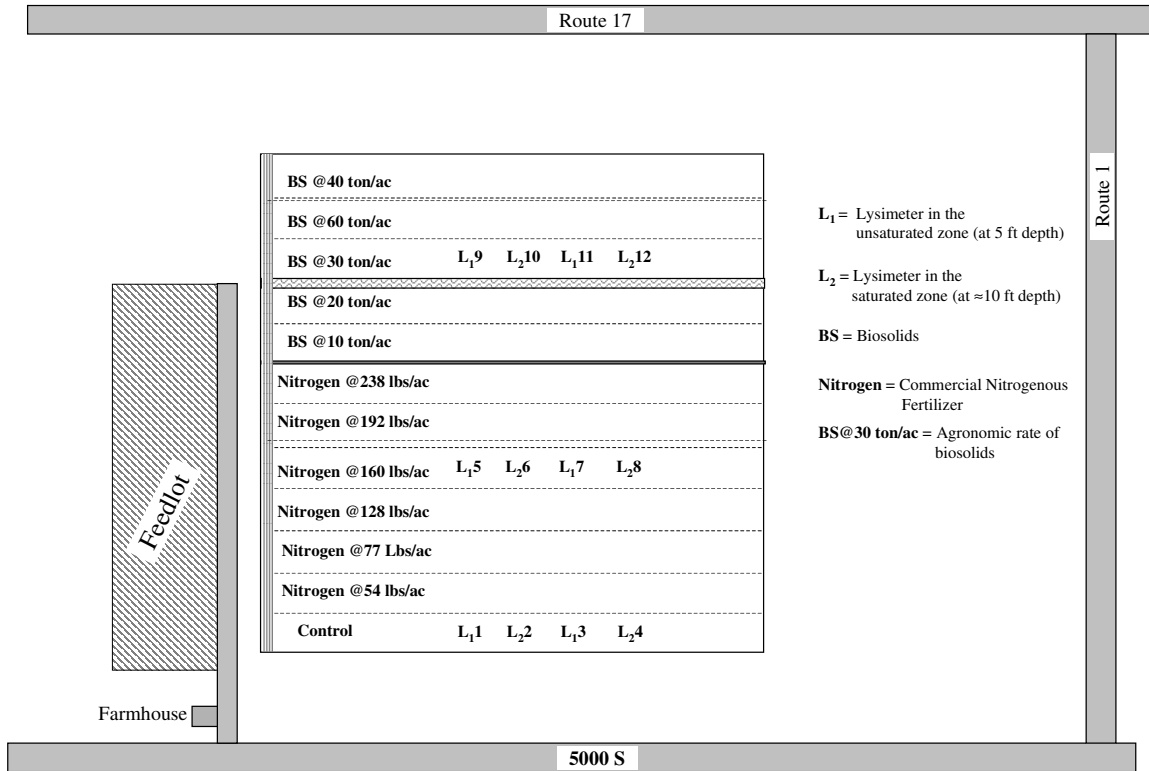 Route 17
Route 1
BS @40 ton/ac
BS @60 ton/ac
BS @30 ton/ac L₁9 L₂10 L₁11 L₂12
BS @20 ton/ac
BS @10 ton/ac
Nitrogen @238 lbs/ac
Nitrogen @192 lbs/ac
Nitrogen @160 lbs/ac L₁5 L₂6 L₁7 L₂8
Nitrogen @128 lbs/ac
Nitrogen @77 Lbs/ac
Nitrogen @54 lbs/ac
Control L₁1 L₂2 L₁3 L₂4
L₁ = Lysimeter in the
unsaturated zone (at 5 ft depth)
L₂ = Lysimeter in the
saturated zone (at ≈10 ft depth)
BS = Biosolids
Nitrogen = Commercial Nitrogenous
Fertilizer
BS@30 ton/ac = Agronomic rate of
biosolids
Feedlot
Farmhouse
5000 S